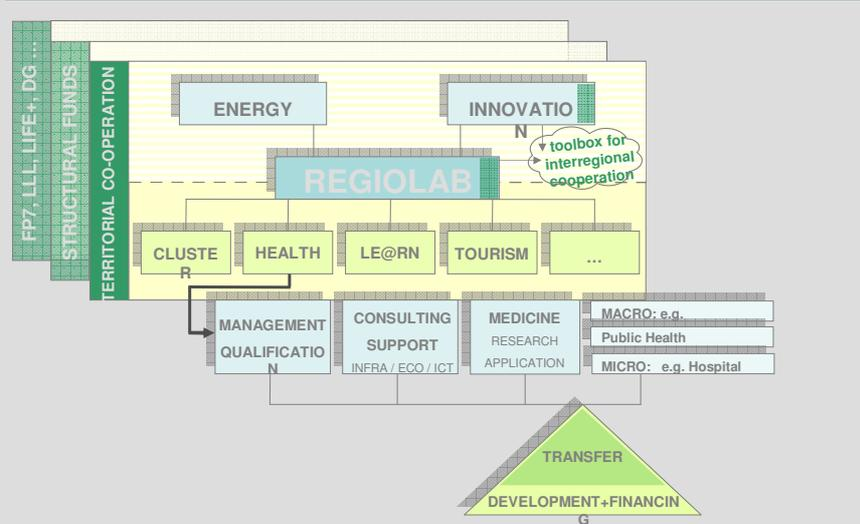 FP7, LLL, LIFE+, DG ...
STRUCTURAL FUNDS
TERRITORIAL CO-OPERATION
ENERGY
INNOVATIO
N
toolbox for
interregional
cooperation
REGIOLAB
CLUSTE
R
HEALTH
LE@RN
TOURISM
...
MANAGEMENT
QUALIFICATIO
N
CONSULTING
SUPPORT
INFRA / ECO / ICT
MEDICINE
RESEARCH
APPLICATION
MACRO: e.g.
Public Health
MICRO: e.g. Hospital
TRANSFER
DEVELOPMENT+FINANCIN
G